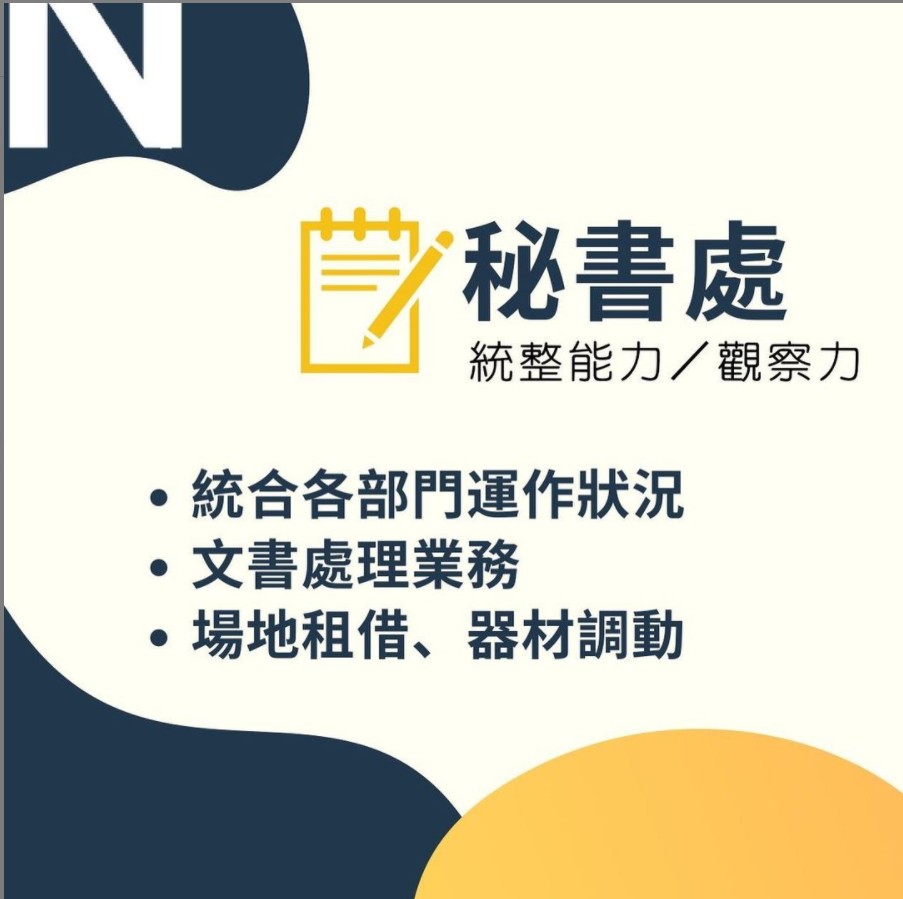 N
秘書處
統整能力／觀察力
• 統合各部門運作狀況
• 文書處理業務
• 場地租借、器材調動